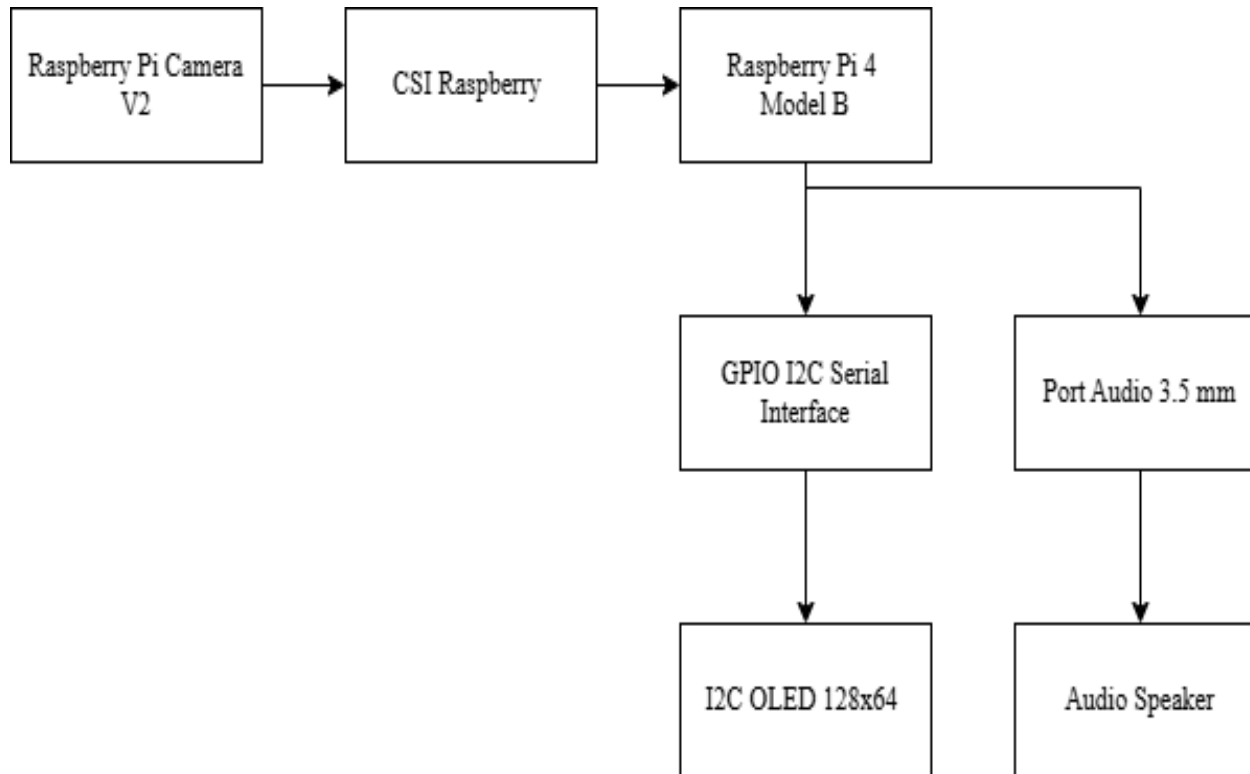 Raspberry Pi Camera
V2
CSI Raspberry
Raspberry Pi 4
Model B
GPIO I2C Serial
Interface
Port Audio 3.5 mm
I2C OLED 128x64
Audio Speaker